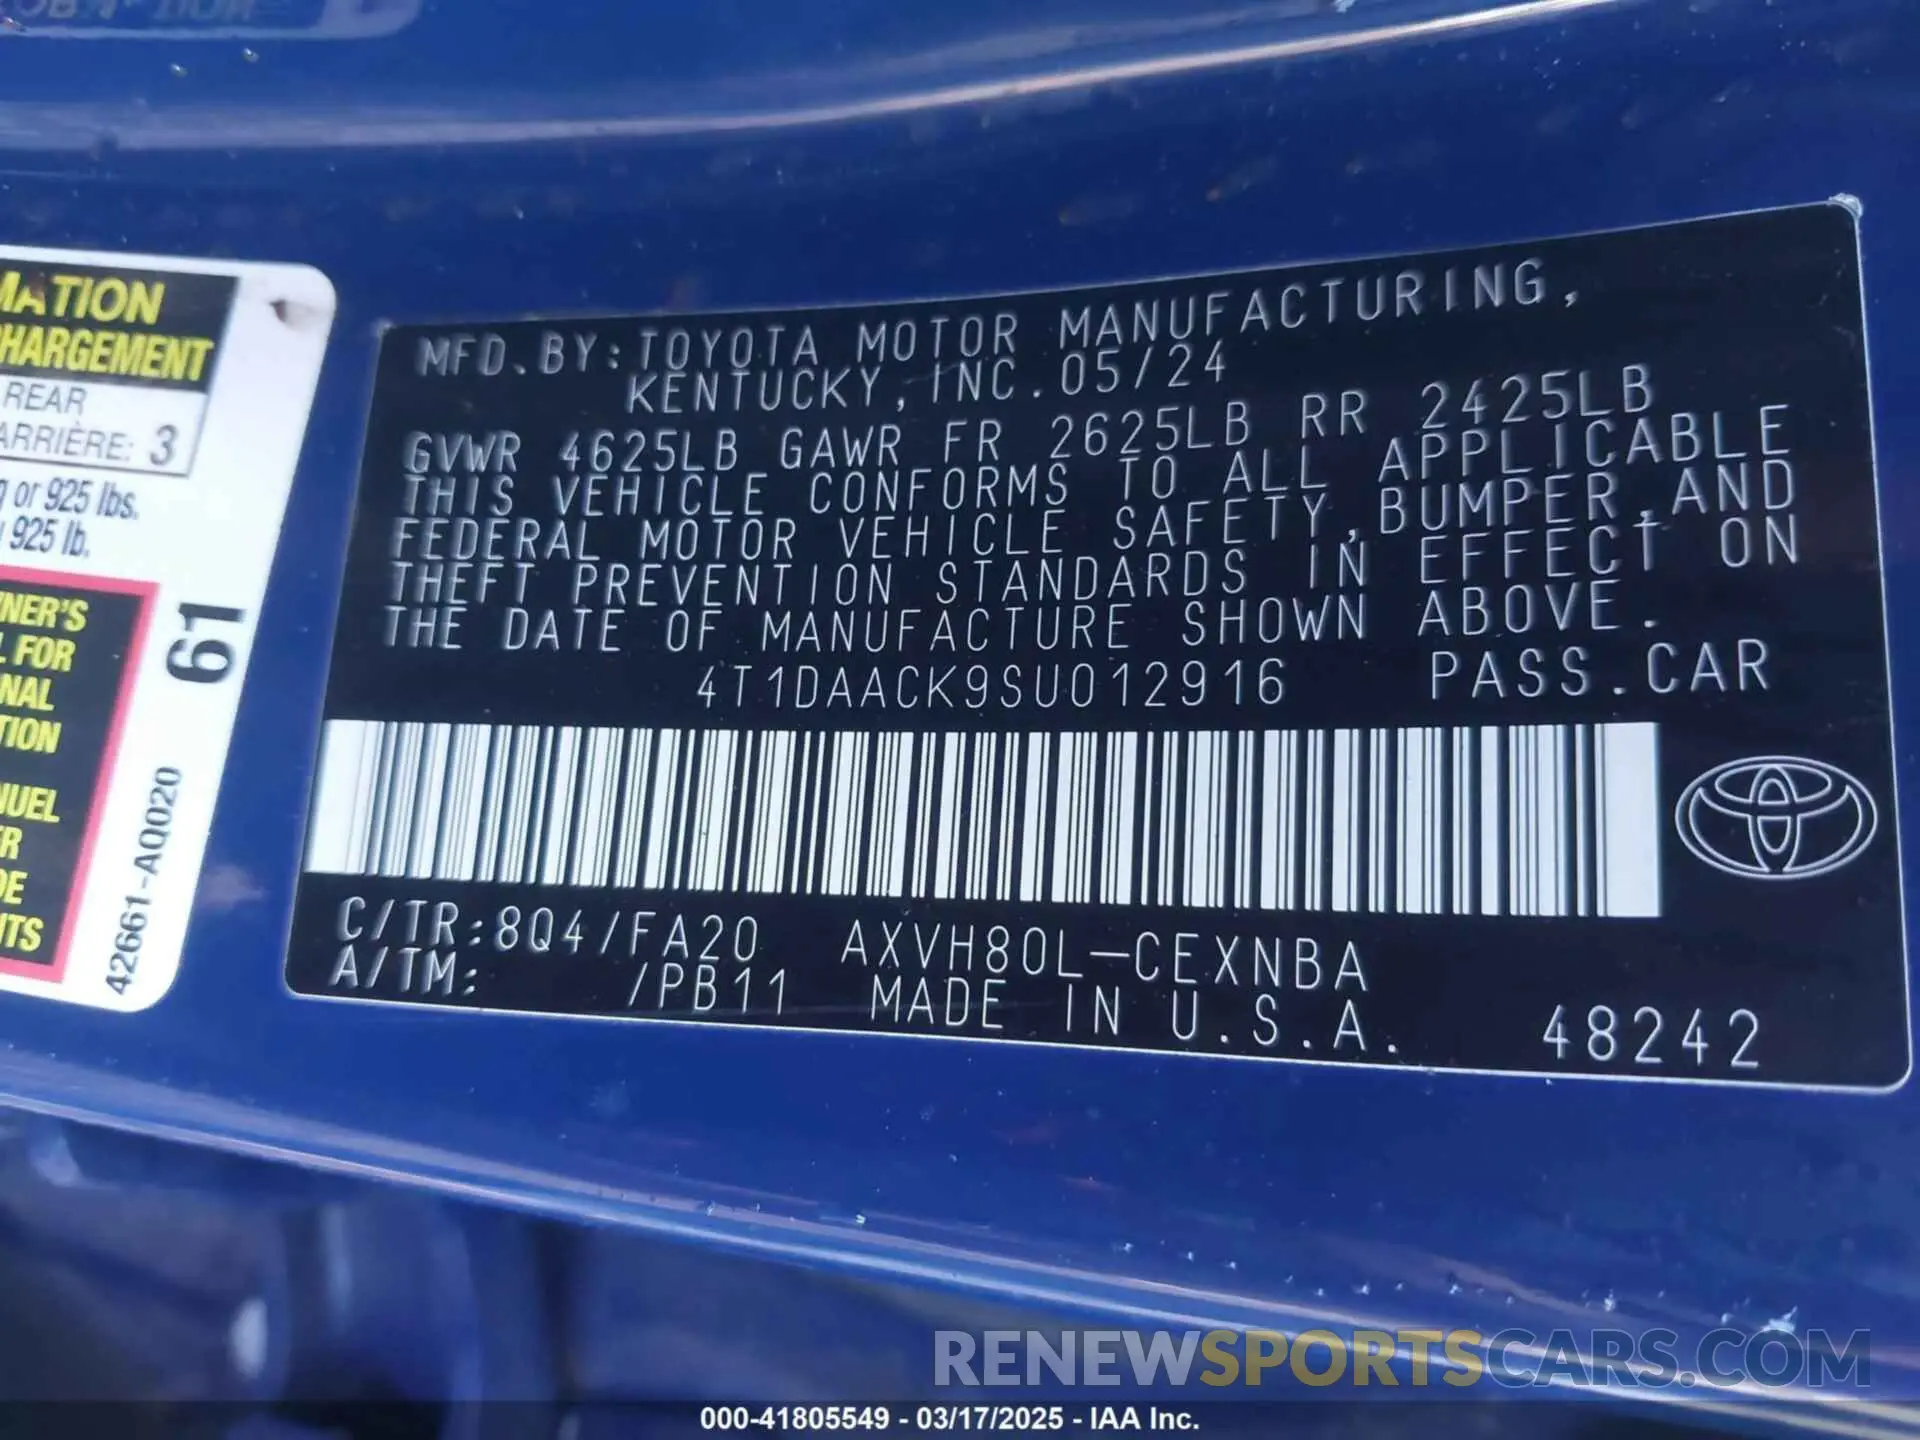 MATION
HARGEMENT
REAR
ARRIÈRE: 3
or 925 lbs.
925 lb.
NER'S
L FOR
NAL
TION
NUEL
ER
DE
NTS
61
42661-AQ020
MFD.BY:TOYOTA MOTOR MANUFACTURING,
KENTUCKY, INC.05/24
GVWR 4625LB GAWR FR 2625LB RR 2425LB
THIS VEHICLE CONFORMS TO ALL APPLICABLE
FEDERAL MOTOR VEHICLE SAFETY,BUMPER,AND
THEFT PREVENTION STANDARDS IN EFFECT ON
THE DATE OF MANUFACTURE SHOWN ABOVE.
4T1DAACK9SU012916 PASS.CAR
C/TR:8Q4/FA20 AXVH80L-CEXNBA
A/TM: /PB11 MADE IN U.S.A. 48242
RENEWSPORTSCARS.COM
000-41805549 - 03/17/2025 - IAA Inc.